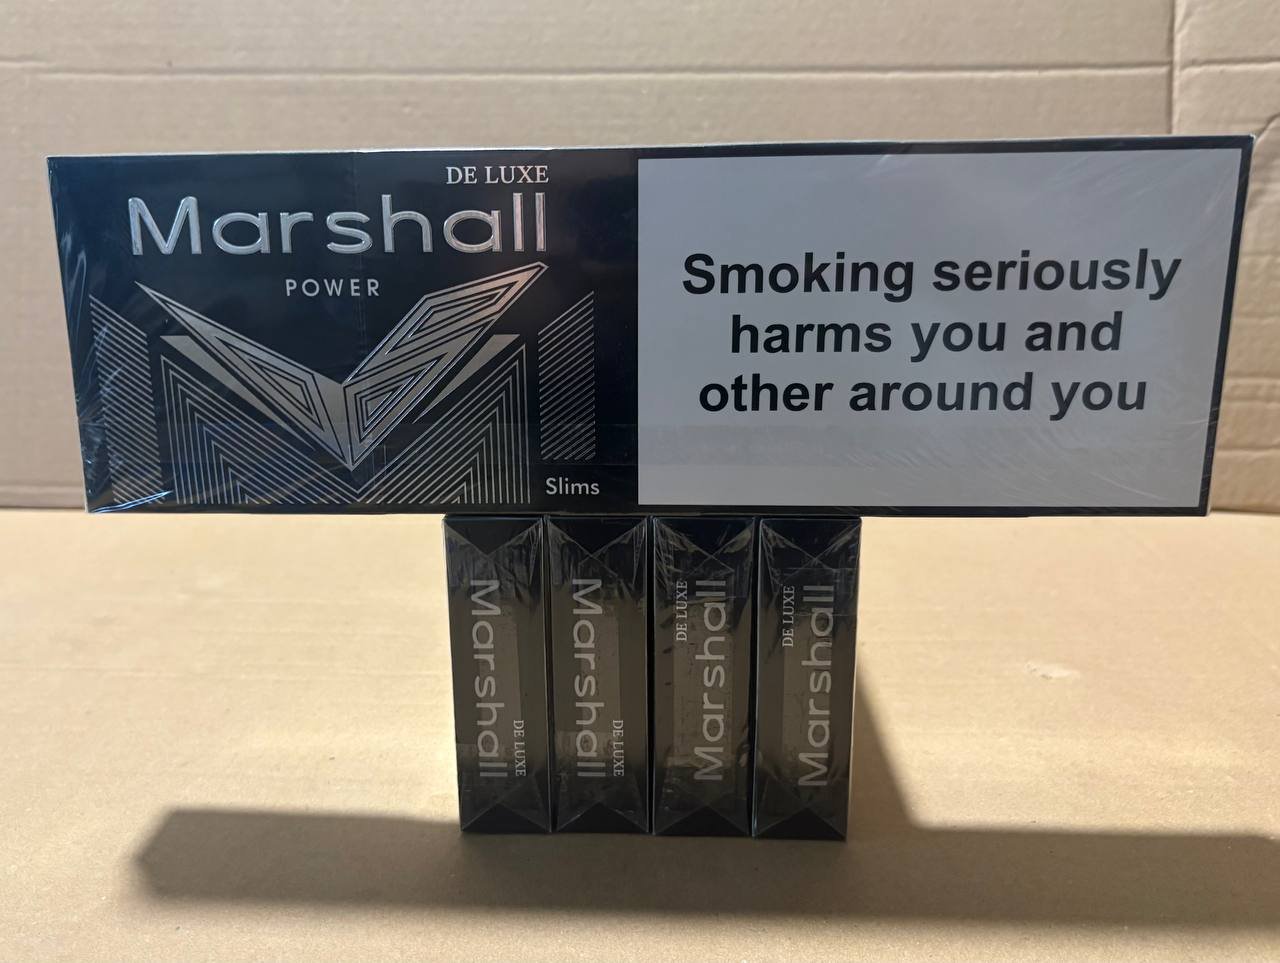 DE LUXE
Marshall
POWER
Slims
Smoking seriously
harms you and
other around you
Marshall
DE LUXE
Marshall
DE LUXE
DE LUXE
Marshall
DE LUXE
Marshall